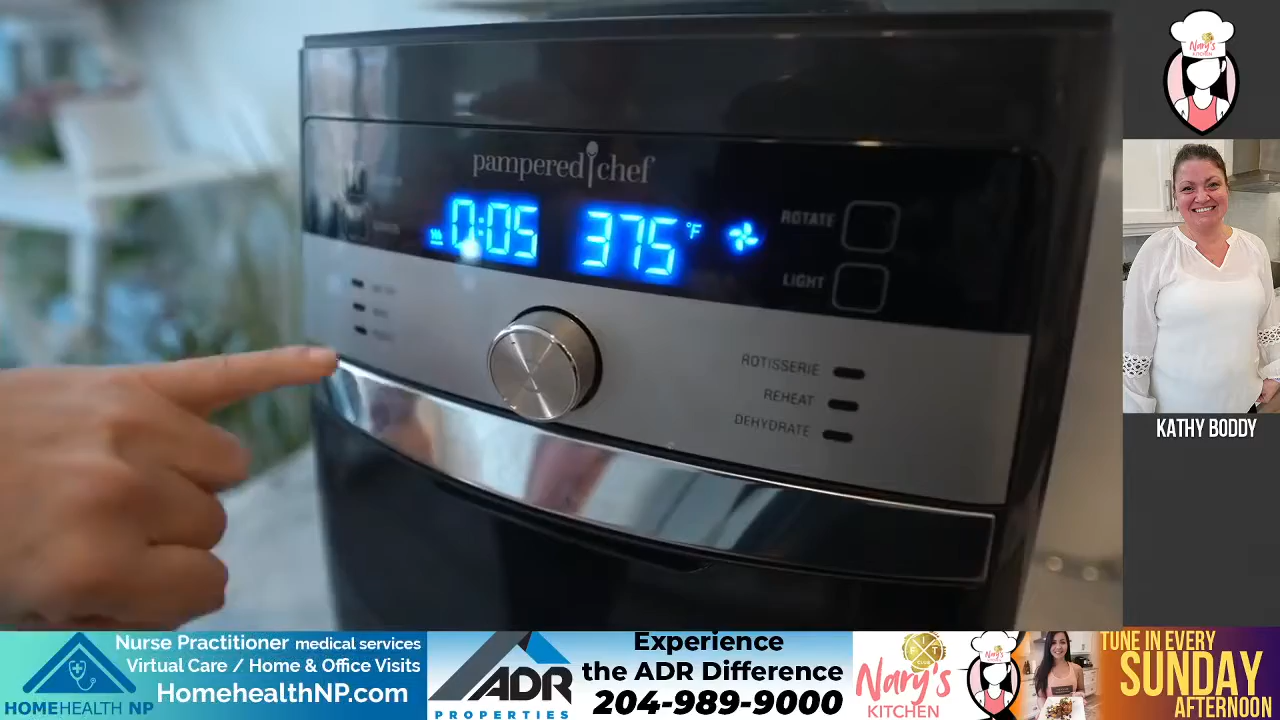 Nary's
KITCHEN
pampered chef
0:05 375 °F
ROTATE
LIGHT
ROTISSERIE
REHEAT
DEHYDRATE
KATHY BODDY
HOMEHEALTH NP
Nurse Practitioner medical services
Virtual Care / Home & Office Visits
HomehealthNP.com
ADR
PROPERTIES
Experience
the ADR Difference
204-989-9000
Nary's
KITCHEN
TUNE IN EVERY
SUNDAY
AFTERNOON